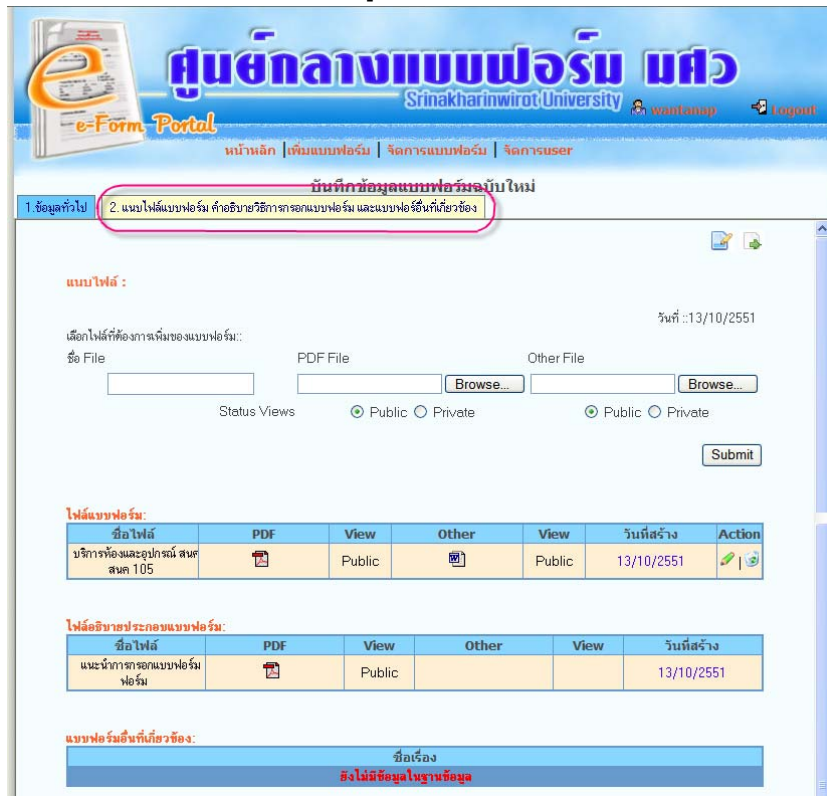 ศูนย์กลางแบบฟอร์ม มศว
Srinakharinwirot University
wantanap
Logout
e-Form Portal
หน้าหลัก |เพิ่มแบบฟอร์ม | จัดการแบบฟอร์ม | จัดการuser
บันทึกข้อมูลแบบฟอร์มฉบับใหม่
1.ข้อมูลทั่วไป 2. แนบไฟล์แบบฟอร์ม คำอธิบายวิธีการกรอกแบบฟอร์ม และแบบฟอร์อื่นที่เกี่ยวข้อง
แนบไฟล์ :
วันที่ ::13/10/2551
เลือกไฟล์ที่ต้องการเพิ่มของแบบฟอร์ม::
ชื่อ File PDF File Other File
Browse... Browse...
Status Views Public Private Public Private
Submit
ไฟล์แบบฟอร์ม:
ชื่อไฟล์ PDF View Other View วันที่สร้าง Action
บริการห้องและอุปกรณ์ สนค Public Public 13/10/2551 |
สนค 105
ไฟล์อธิบายประกอบแบบฟอร์ม:
ชื่อไฟล์ PDF View Other View วันที่สร้าง
แนะนำการกรอกแบบฟอร์ม Public 13/10/2551
ฟอร์ม
แบบฟอร์มอื่นที่เกี่ยวข้อง:
ชื่อเรื่อง
ยังไม่มีข้อมูลในฐานข้อมูล